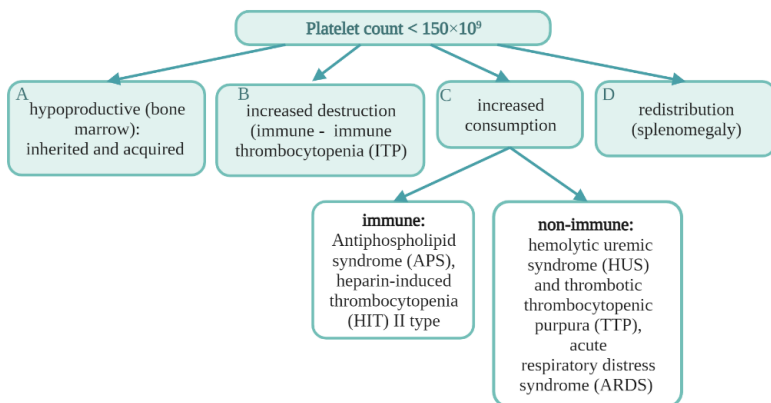 Platelet count < 150×10⁹
A
hypoproductive (bone
marrow):
inherited and acquired
B
increased destruction
(immune - immune
thrombocytopenia (ITP)
C
increased
consumption
D
redistribution
(splenomegaly)
immune:
Antiphospholipid
syndrome (APS),
heparin-induced
thrombocytopenia
(HIT) II type
non-immune:
hemolytic uremic
syndrome (HUS)
and thrombotic
thrombocytopenic
purpura (TTP),
acute
respiratory distress
syndrome (ARDS)